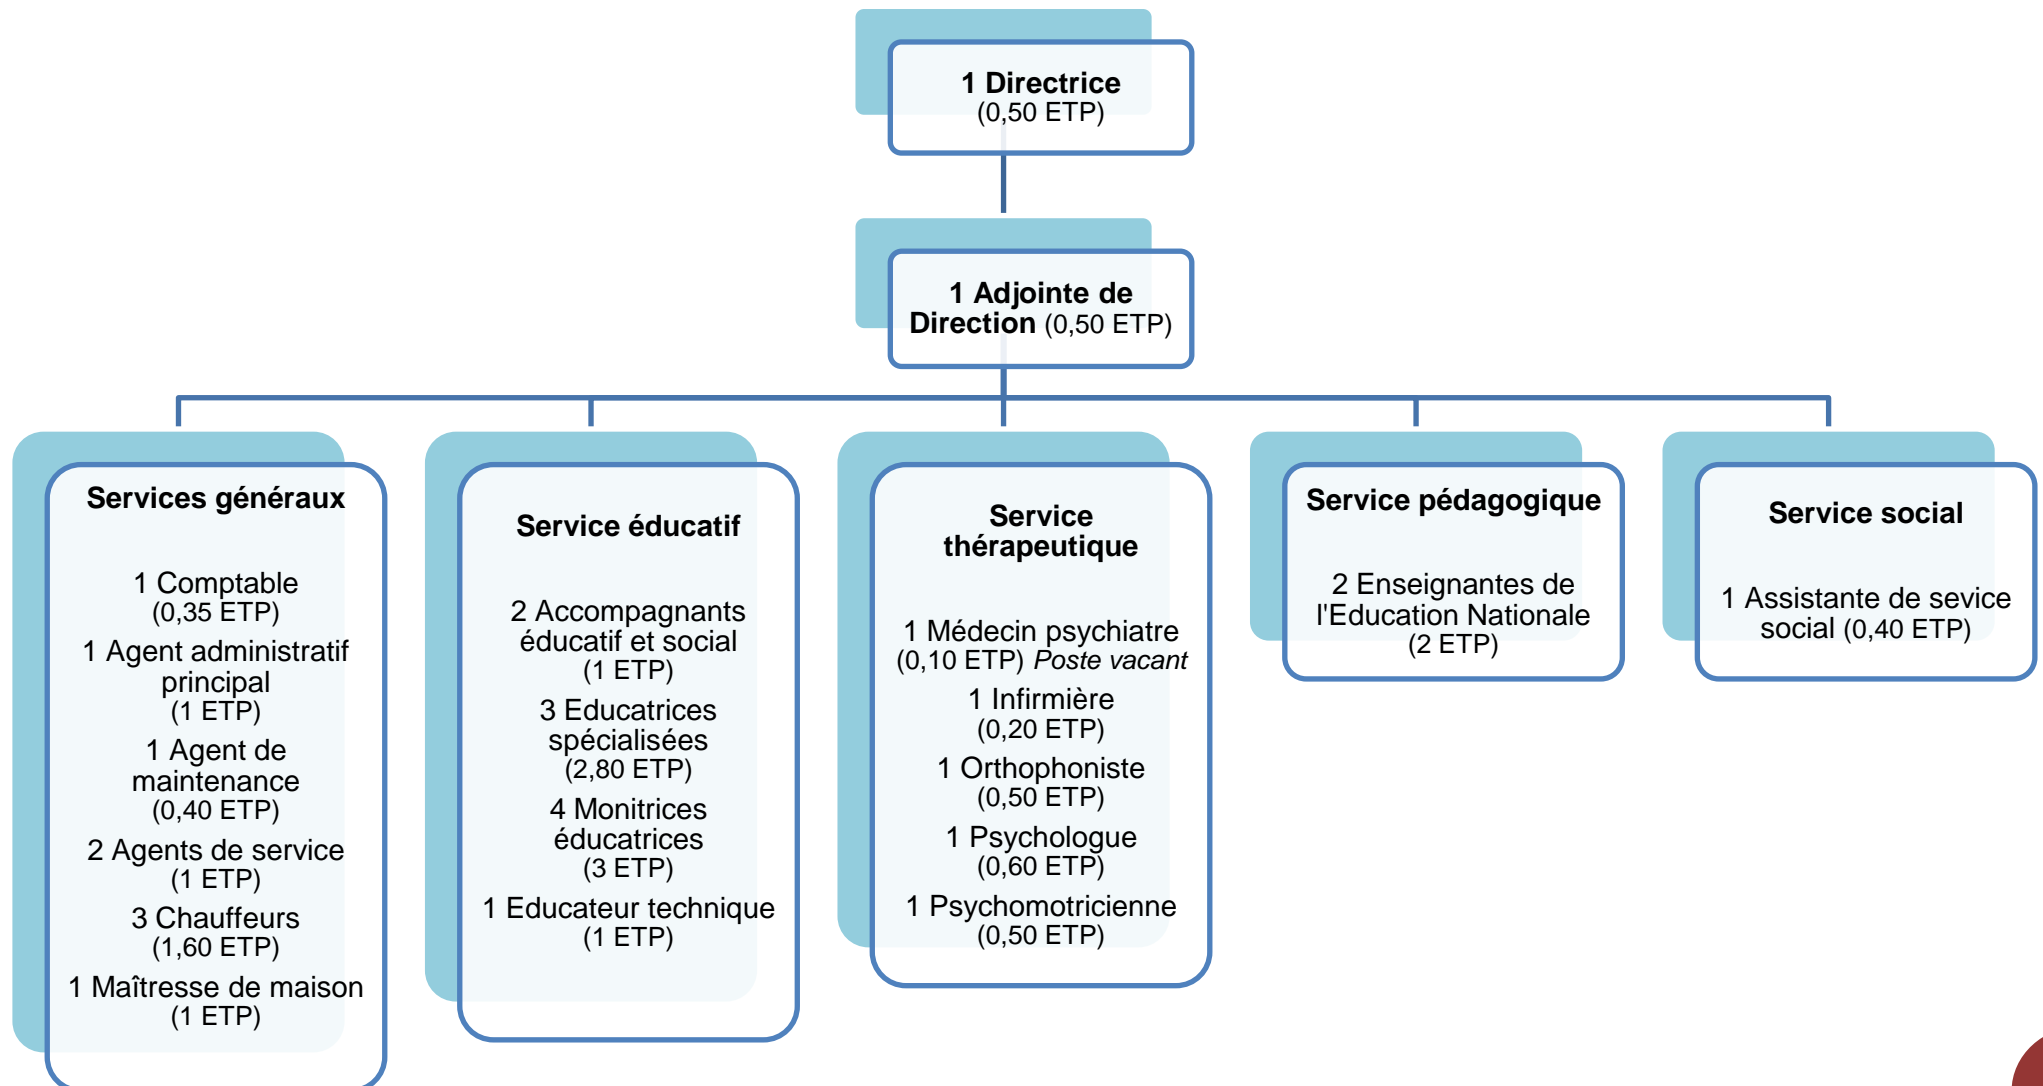 1 Directrice
(0,50 ETP)
1 Adjointe de
Direction (0,50 ETP)
Services généraux
1 Comptable
(0,35 ETP)
1 Agent administratif
principal
(1 ETP)
1 Agent de
maintenance
(0,40 ETP)
2 Agents de service
(1 ETP)
3 Chauffeurs
(1,60 ETP)
1 Maîtresse de maison
(1 ETP)
Service éducatif
2 Accompagnants
éducatif et social
(1 ETP)
3 Educatrices
spécialisées
(2,80 ETP)
4 Monitrices
éducatrices
(3 ETP)
1 Educateur technique
(1 ETP)
Service
thérapeutique
1 Médecin psychiatre
(0,10 ETP) Poste vacant
1 Infirmière
(0,20 ETP)
1 Orthophoniste
(0,50 ETP)
1 Psychologue
(0,60 ETP)
1 Psychomotricienne
(0,50 ETP)
Service pédagogique
2 Enseignantes de
l'Education Nationale
(2 ETP)
Service social
1 Assistante de sevice
social (0,40 ETP)